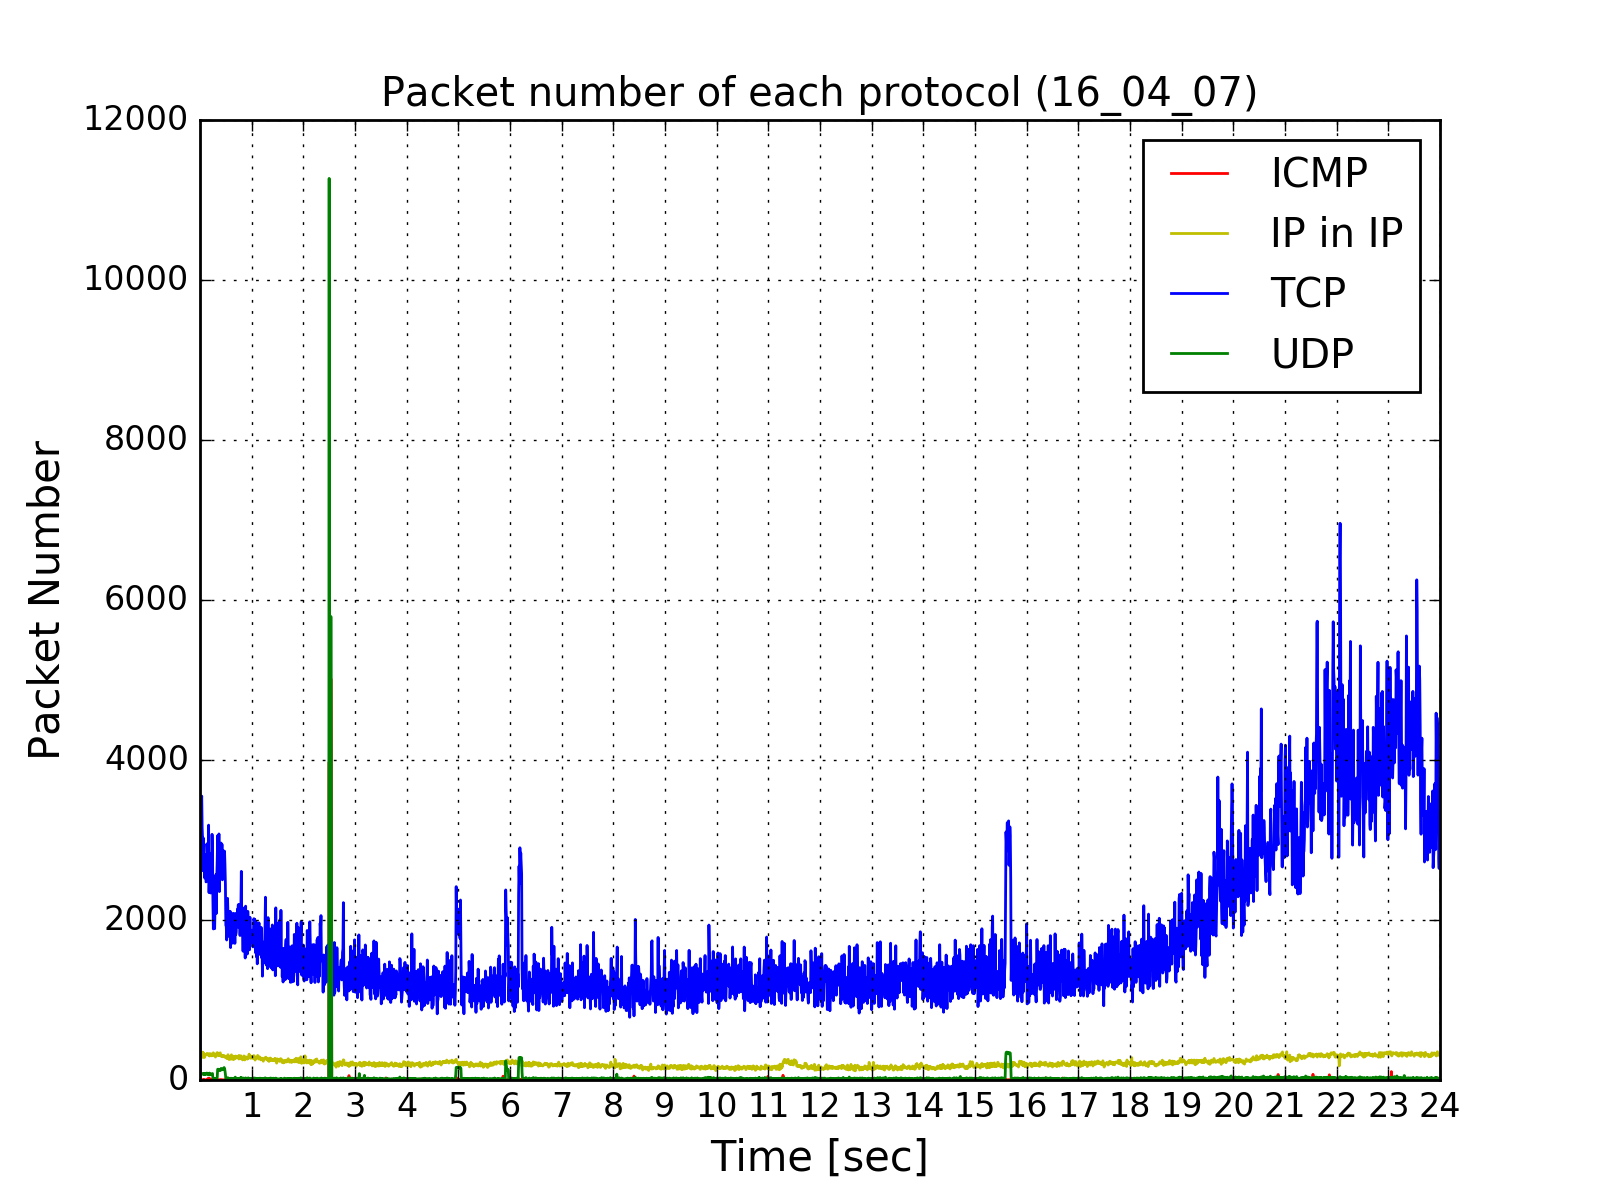 Packet number of each protocol (16_04_07)
12000
10000
8000
6000
4000
2000
0
Packet Number
ICMP
IP in IP
TCP
UDP
1 2 3 4 5 6 7 8 9 10 11 12 13 14 15 16 17 18 19 20 21 22 23 24
Time [sec]